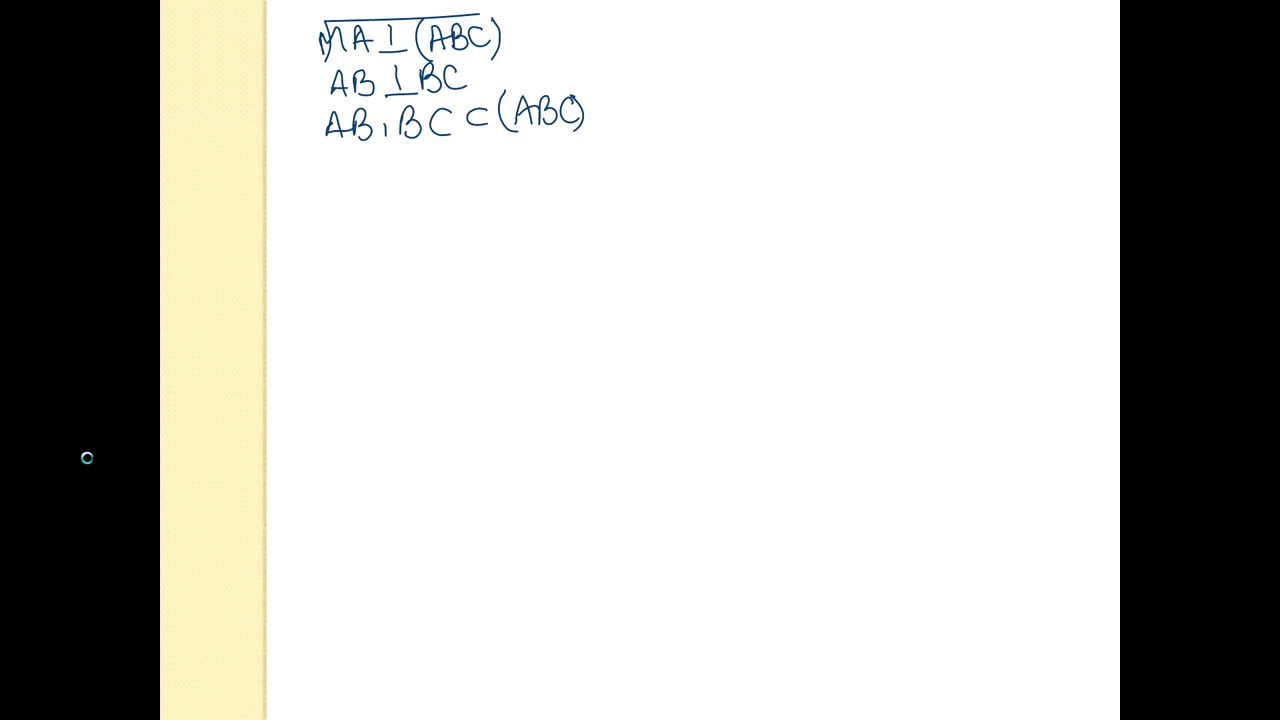 MA ⊥ (ABC)
AB ⊥ BC
AB, BC ⊂ (ABC)